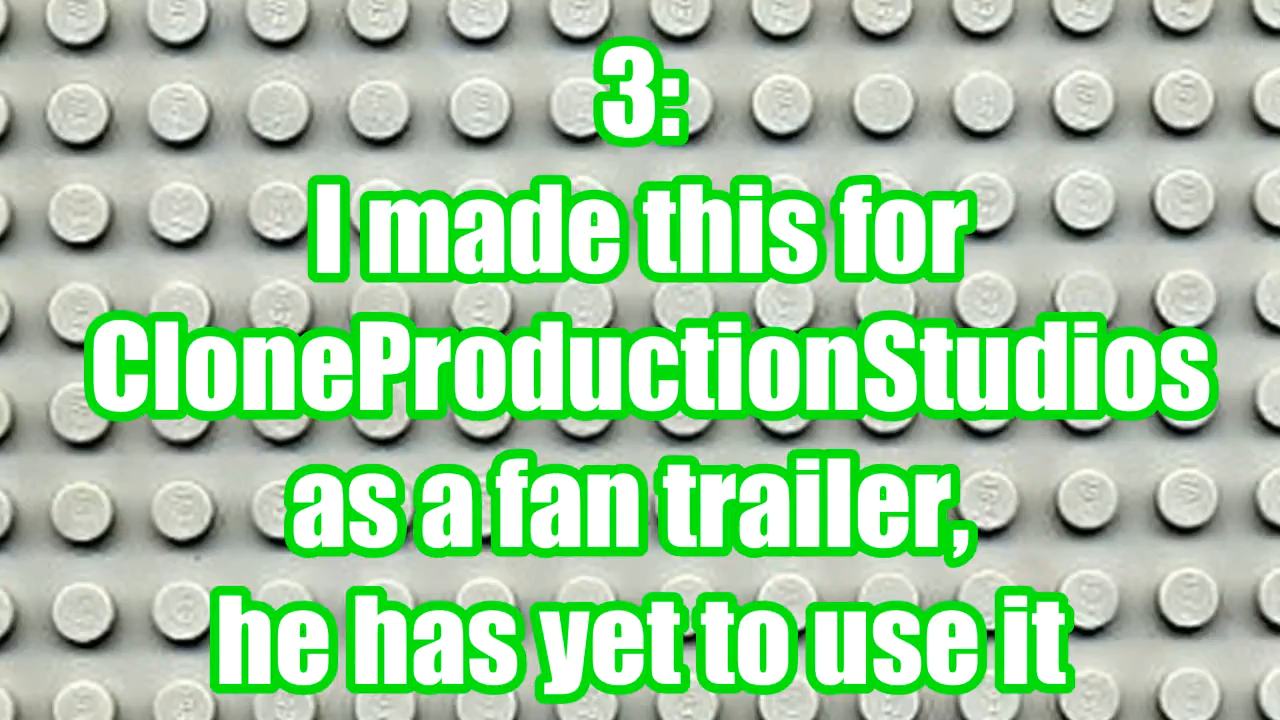 3:
I made this for
CloneProductionStudios
as a fan trailer,
he has yet to use it